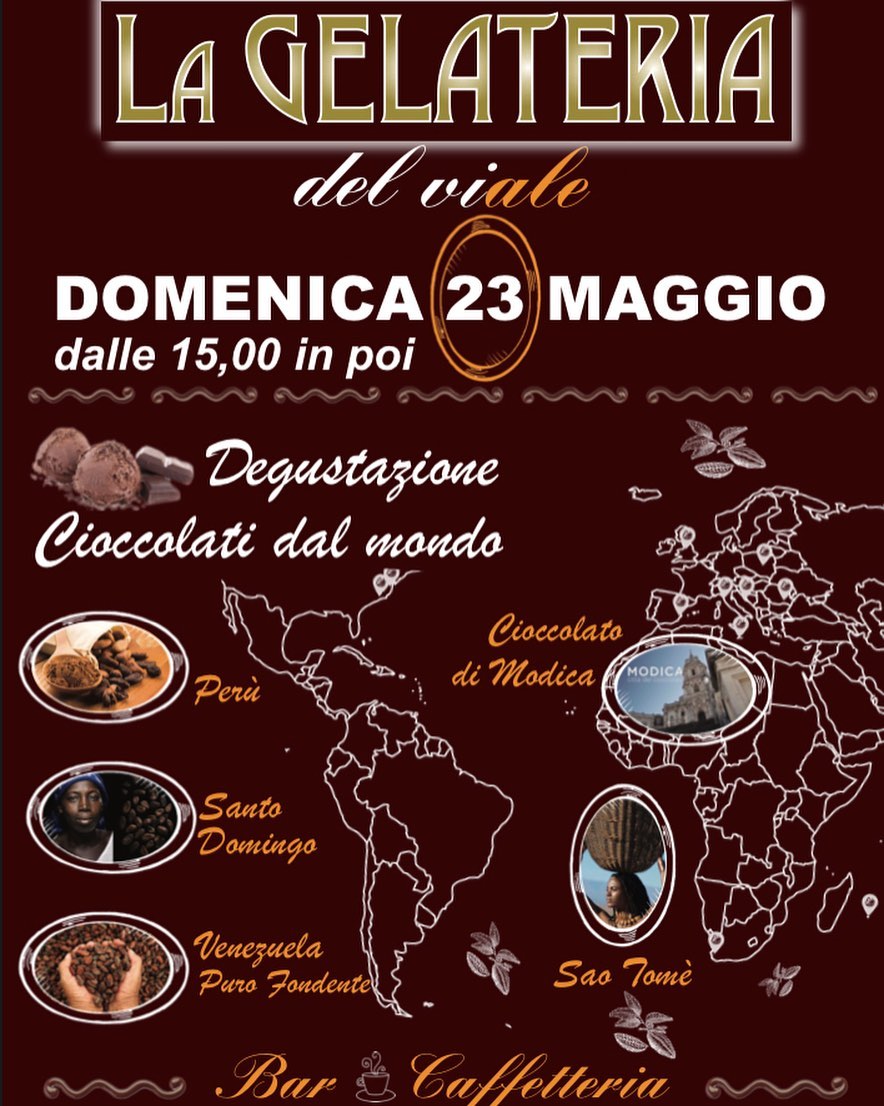 LA GELATERIA
del viale
DOMENICA 23 MAGGIO
dalle 15,00 in poi
Degustazione
Cioccolati dal mondo
Perù
Santo
Domingo
Venezuela
Puro Fondente
Cioccolato
di Modica
MODICA
Sao Tomè
Bar Caffetteria